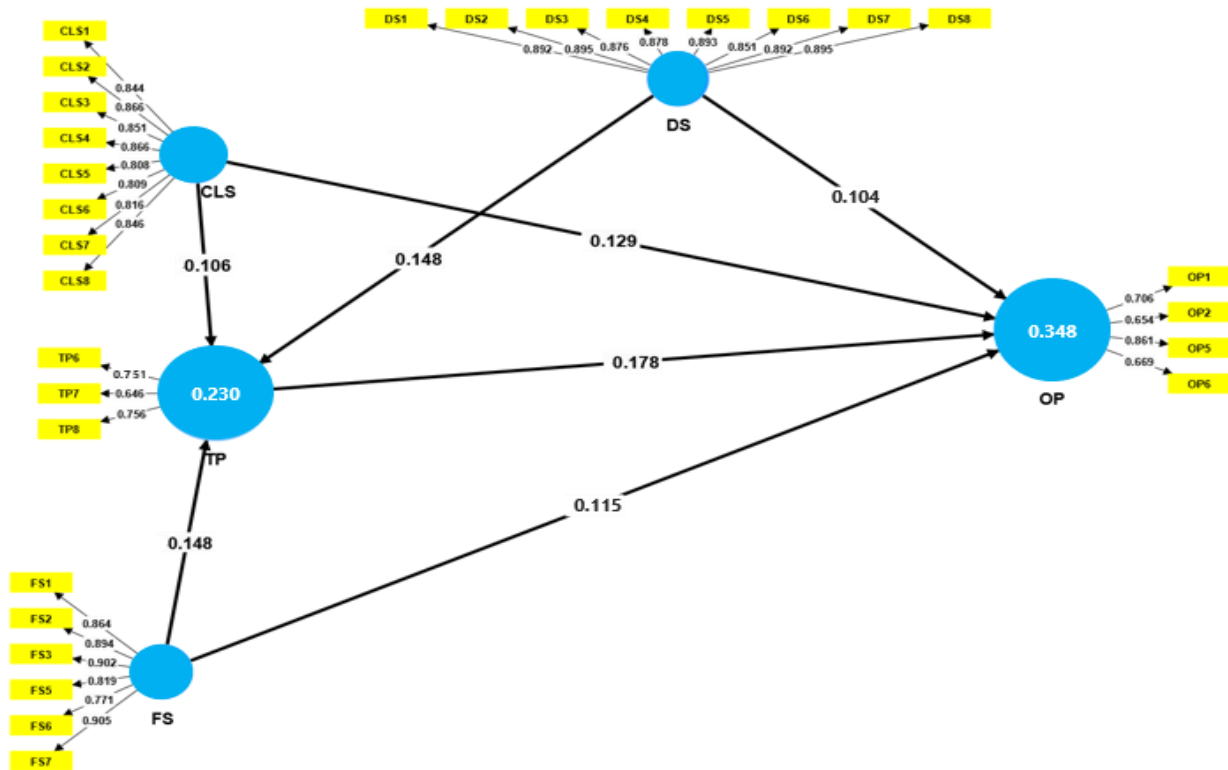 DS1 DS2 DS3 DS4 DS5 DS6 DS7 DS8
0.892 0.895 0.876 0.878 0.893 0.851 0.892 0.895
DS
CLS1
CLS2
CLS3
CLS4
CLS5
CLS6
CLS7
CLS8
0.844
0.866
0.851
0.866
0.808
0.809
0.816
0.846
CLS
0.104
0.129
0.148
0.106
OP1
OP2
OP5
OP6
0.706
0.654
0.861
0.669
0.348
OP
TP6
TP7
TP8
0.751
0.646
0.756
0.230
TP
0.178
0.115
0.148
FS1
FS2
FS3
FS5
FS6
FS7
0.864
0.894
0.902
0.819
0.771
0.905
FS